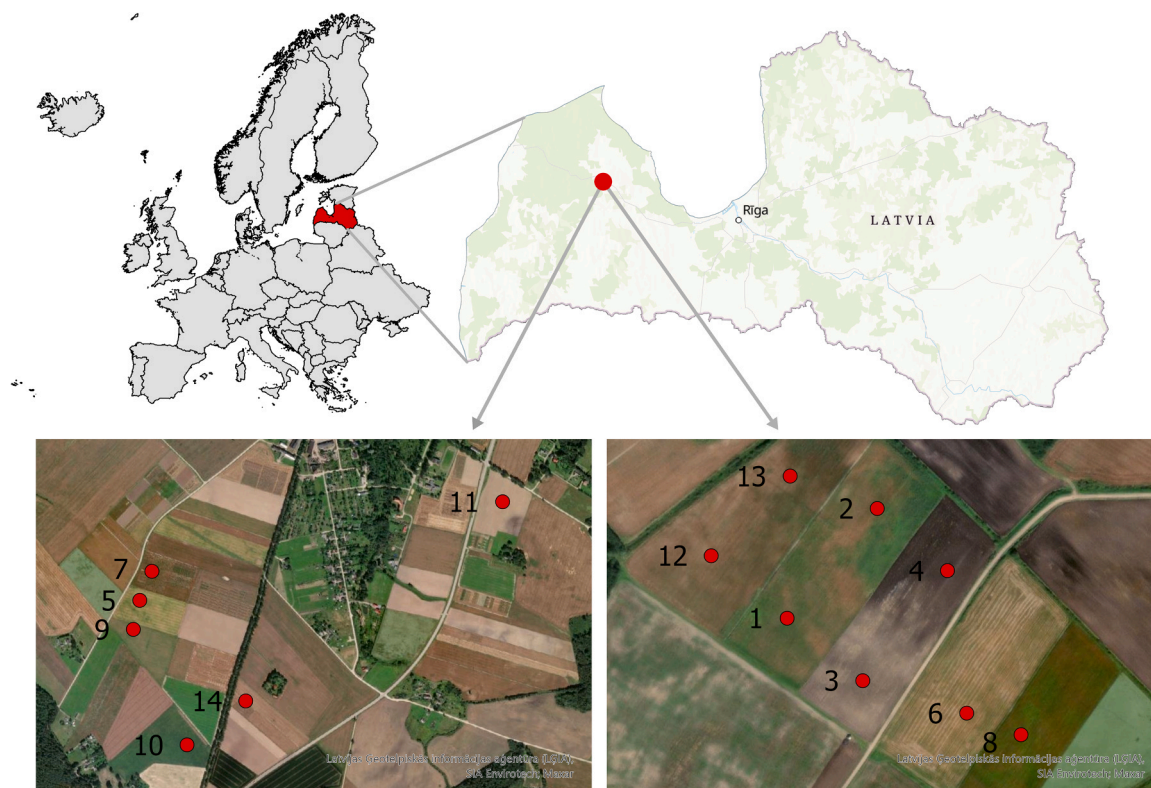 Rīga
LATVIA
11
7
5
9
14
10
Latvijas Ģeotelpiskās informācijas aģentūra (LĢIA),
SIA Envirotech, Maxar
13
2
12
4
1
3
6
8
Latvijas Ģeotelpiskās informācijas aģentūra (LĢIA),
SIA Envirotech, Maxar